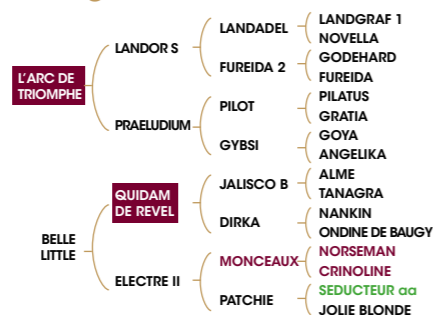 L'ARC DE
TRIOMPHE
LANDOR S
LANDADEL
LANDGRAF 1
NOVELLA
FUREIDA 2
GODEHARD
FUREIDA
PRAELUDIUM
PILOT
PILATUS
GRATIA
GYBSI
GOYA
ANGELIKA
BELLE
LITTLE
QUIDAM
DE REVEL
JALISCO B
ALME
TANAGRA
DIRKA
NANKIN
ONDINE DE BAUGY
ELECTRE II
MONCEAUX
NORSEMAN
CRINOLINE
PATCHIE
SEDUCTEUR aa
JOLIE BLONDE